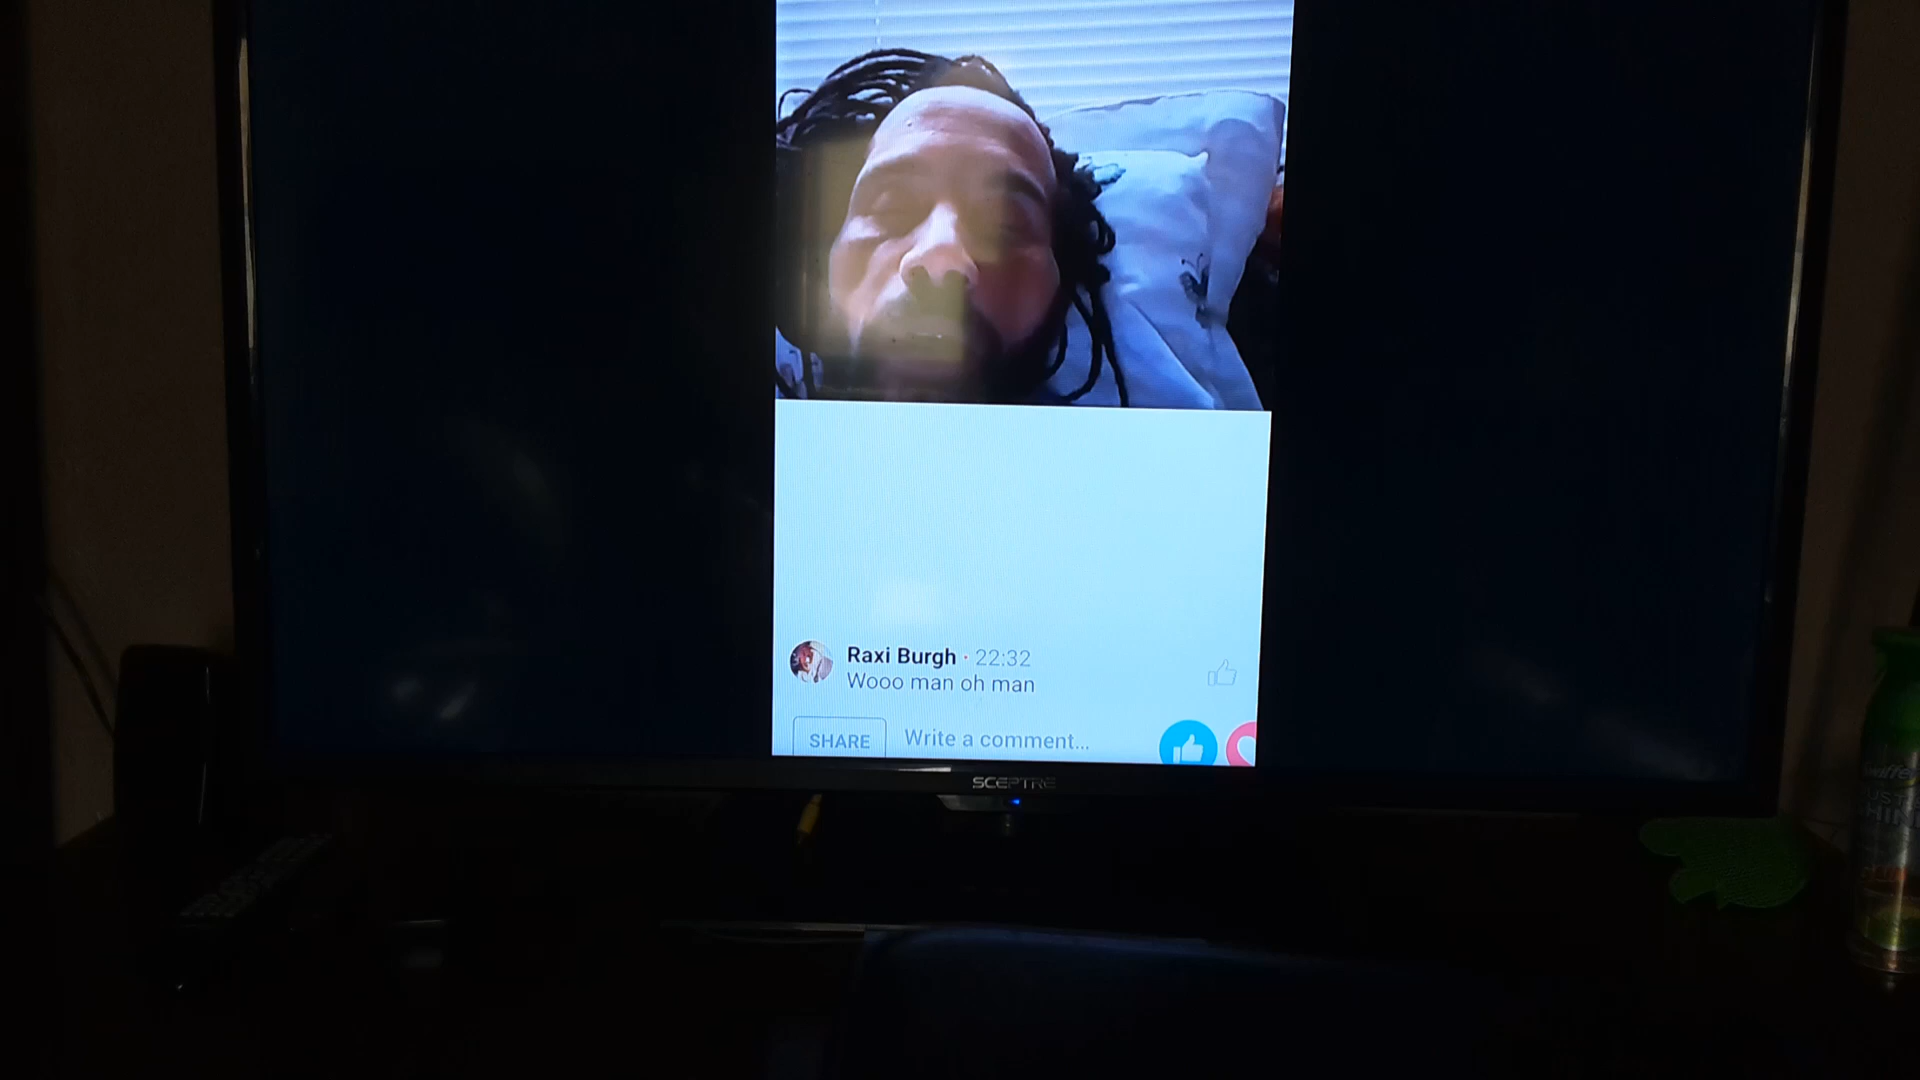 Raxi Burgh · 22:32
Wooo man oh man
SHARE
Write a comment...
SCEPTRE